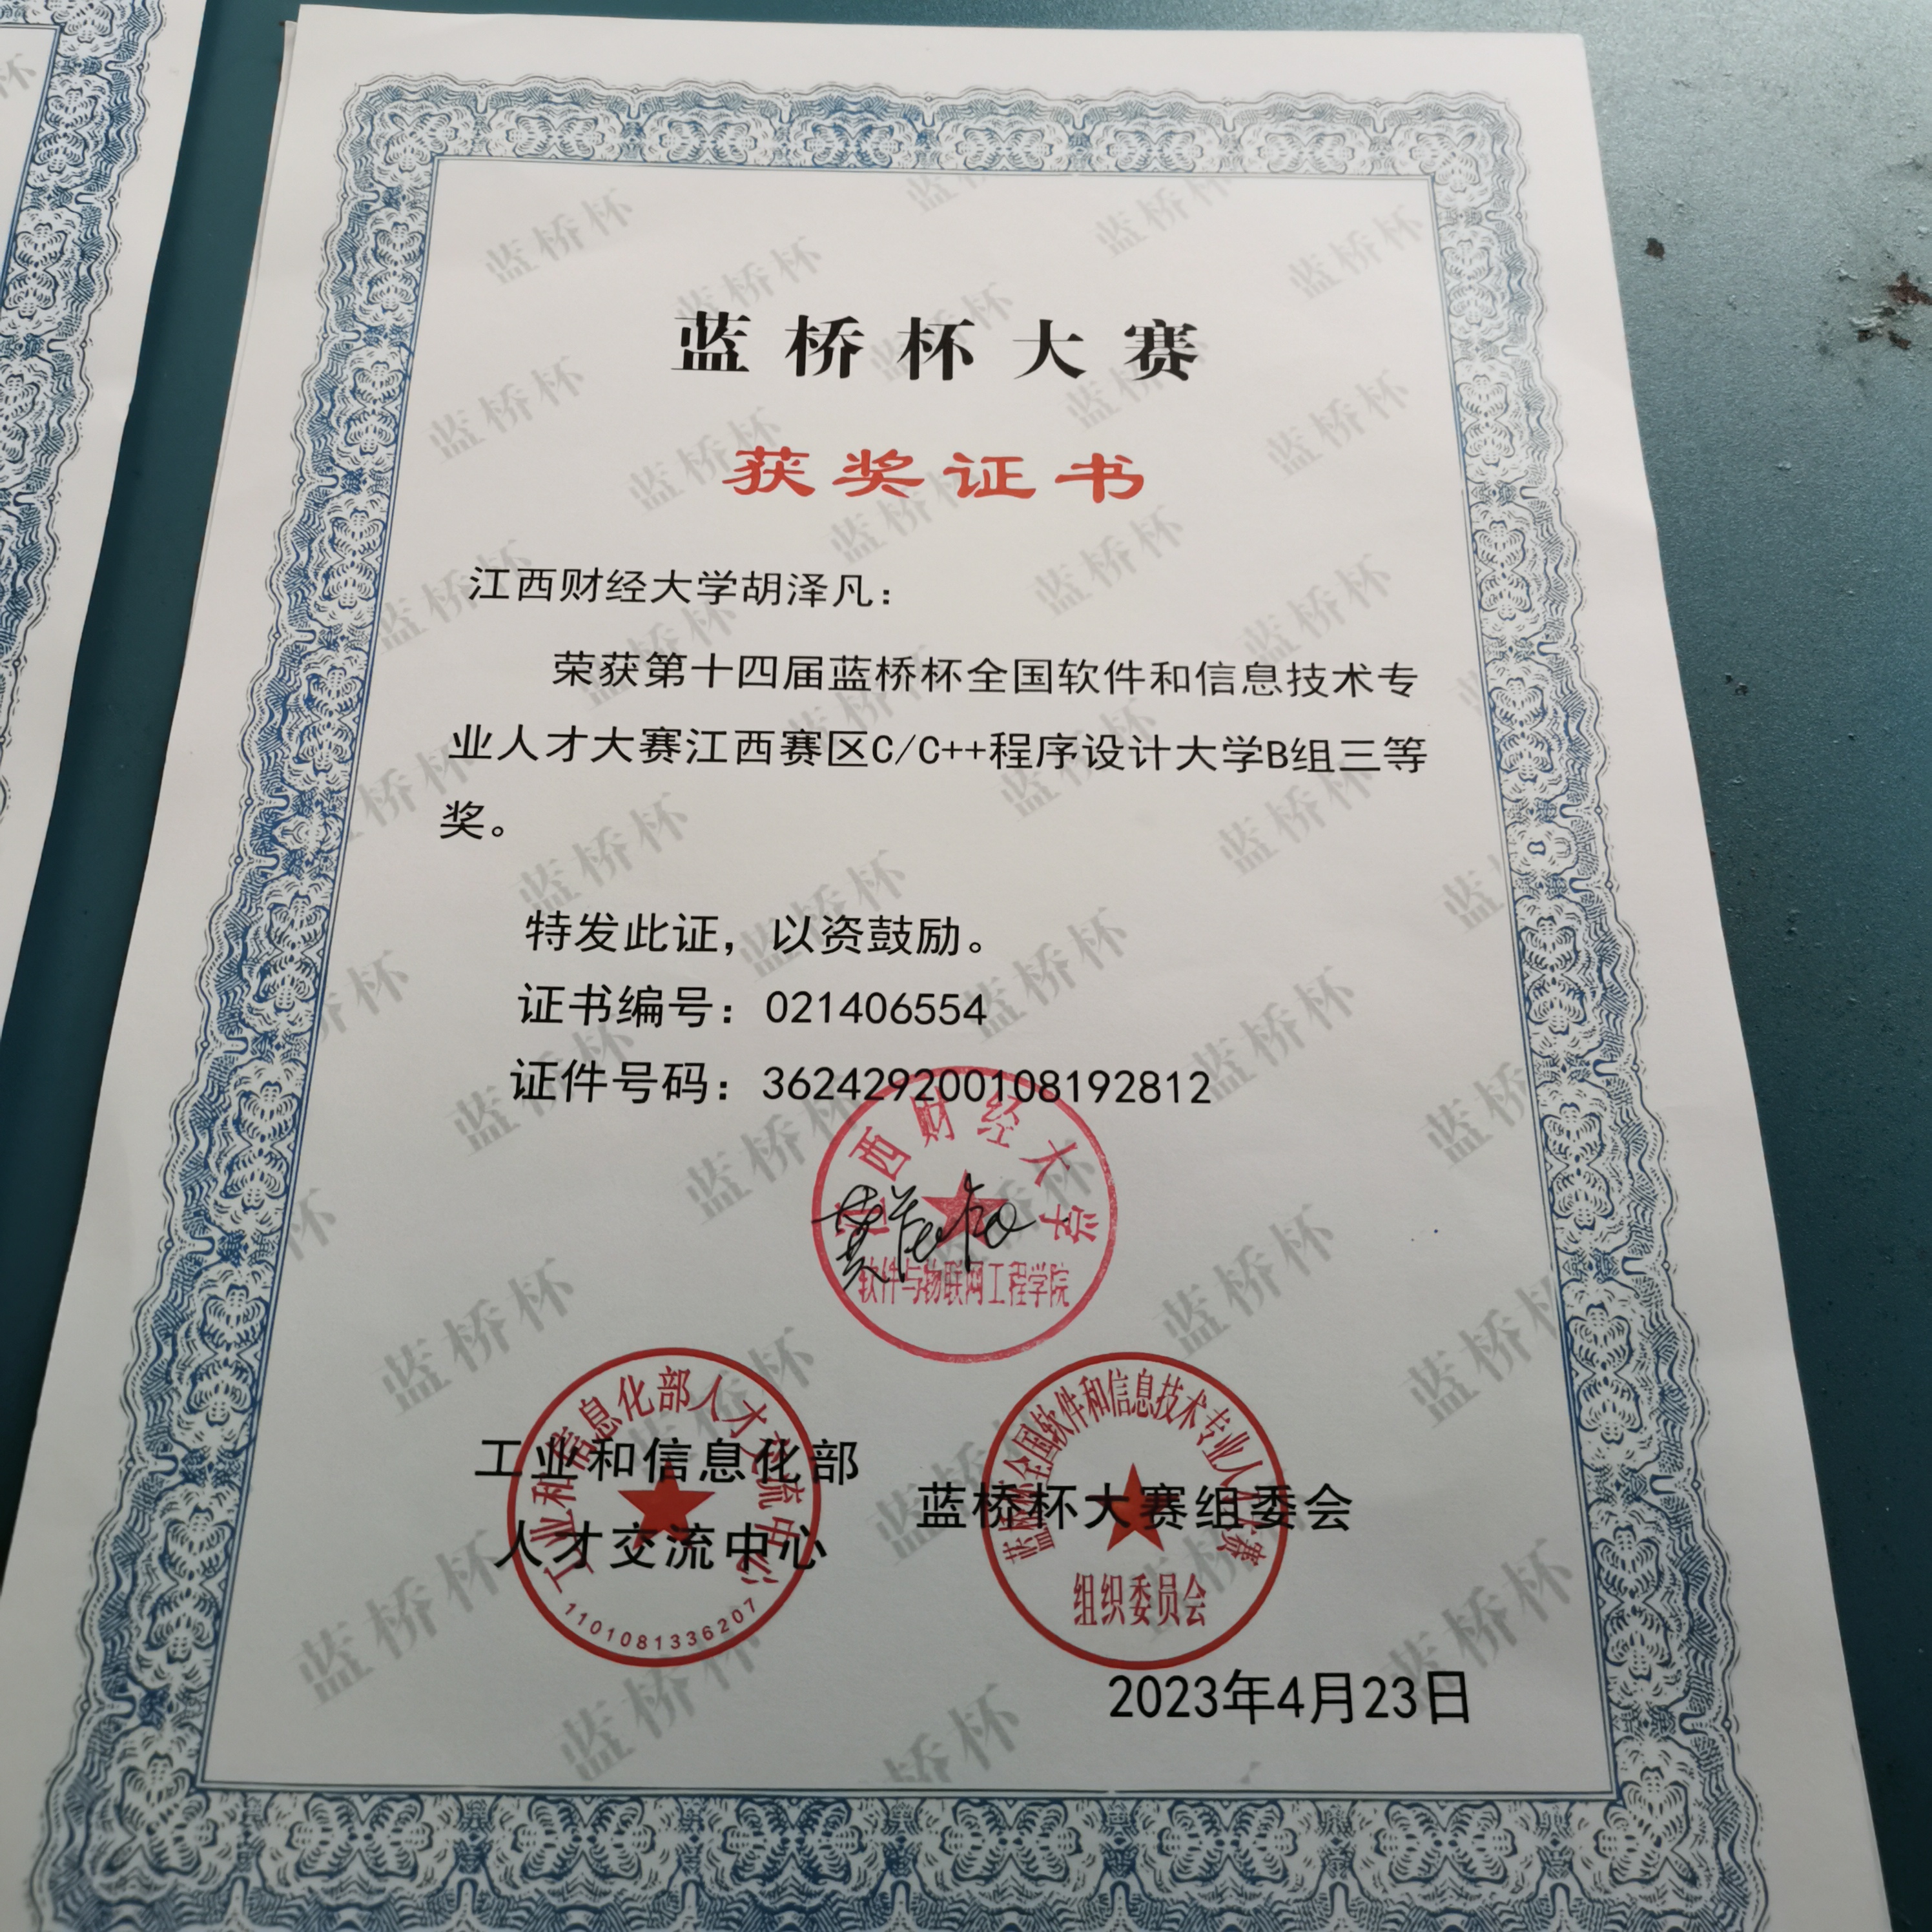 蓝桥杯大赛
获奖证书
江西财经大学胡泽凡：
荣获第十四届蓝桥杯全国软件和信息技术专
业人才大赛江西赛区C/C++程序设计大学B组三等
奖。
特发此证，以资鼓励。
证书编号：021406554
证件号码：362429200108192812
江西财经大学
软件与物联网工程学院
工业和信息化部
人才交流中心
工业和信息化部人才交流中心
1101081336207
蓝桥杯大赛组委会
蓝桥杯全国软件和信息技术专业人才大赛
组织委员会
2023年4月23日
蓝桥杯